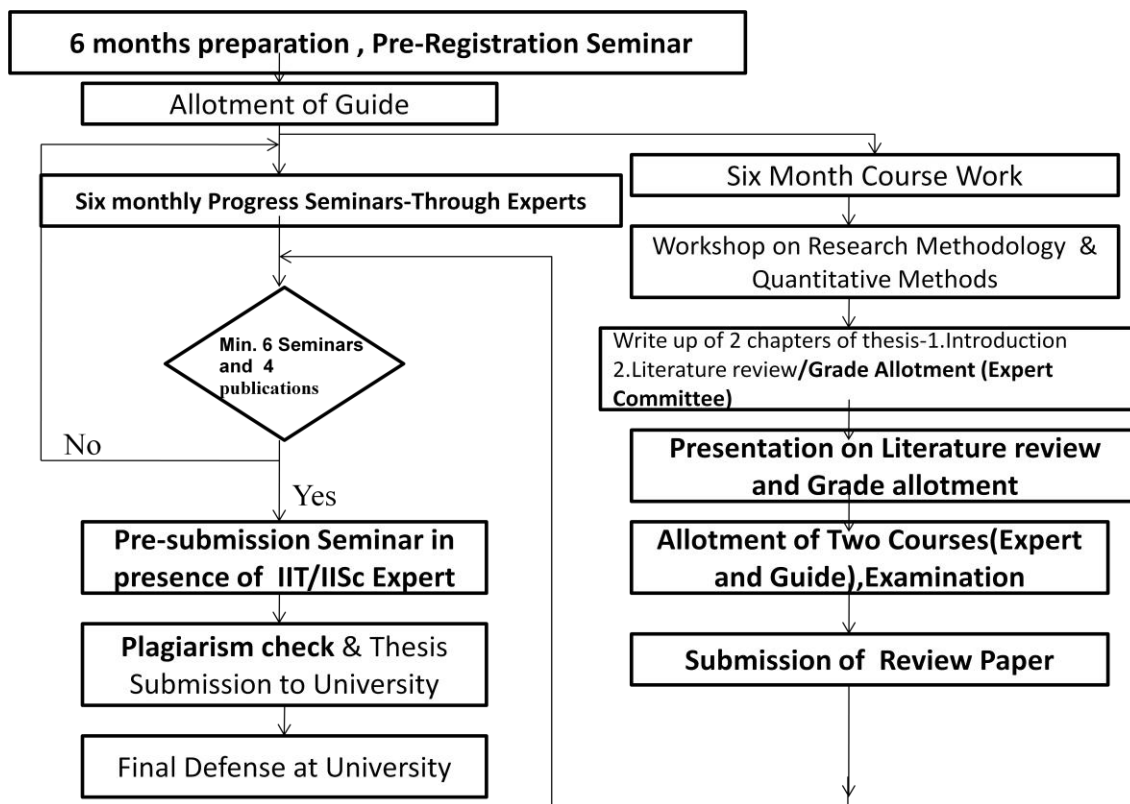 6 months preparation , Pre-Registration Seminar
Allotment of Guide
Six monthly Progress Seminars-Through Experts
Min. 6 Seminars
and 4
publications
No
Yes
Pre-submission Seminar in
presence of IIT/IISc Expert
Plagiarism check & Thesis
Submission to University
Final Defense at University
Six Month Course Work
Workshop on Research Methodology &
Quantitative Methods
Write up of 2 chapters of thesis-1.Introduction
2.Literature review/Grade Allotment (Expert
Committee)
Presentation on Literature review
and Grade allotment
Allotment of Two Courses(Expert
and Guide),Examination
Submission of Review Paper